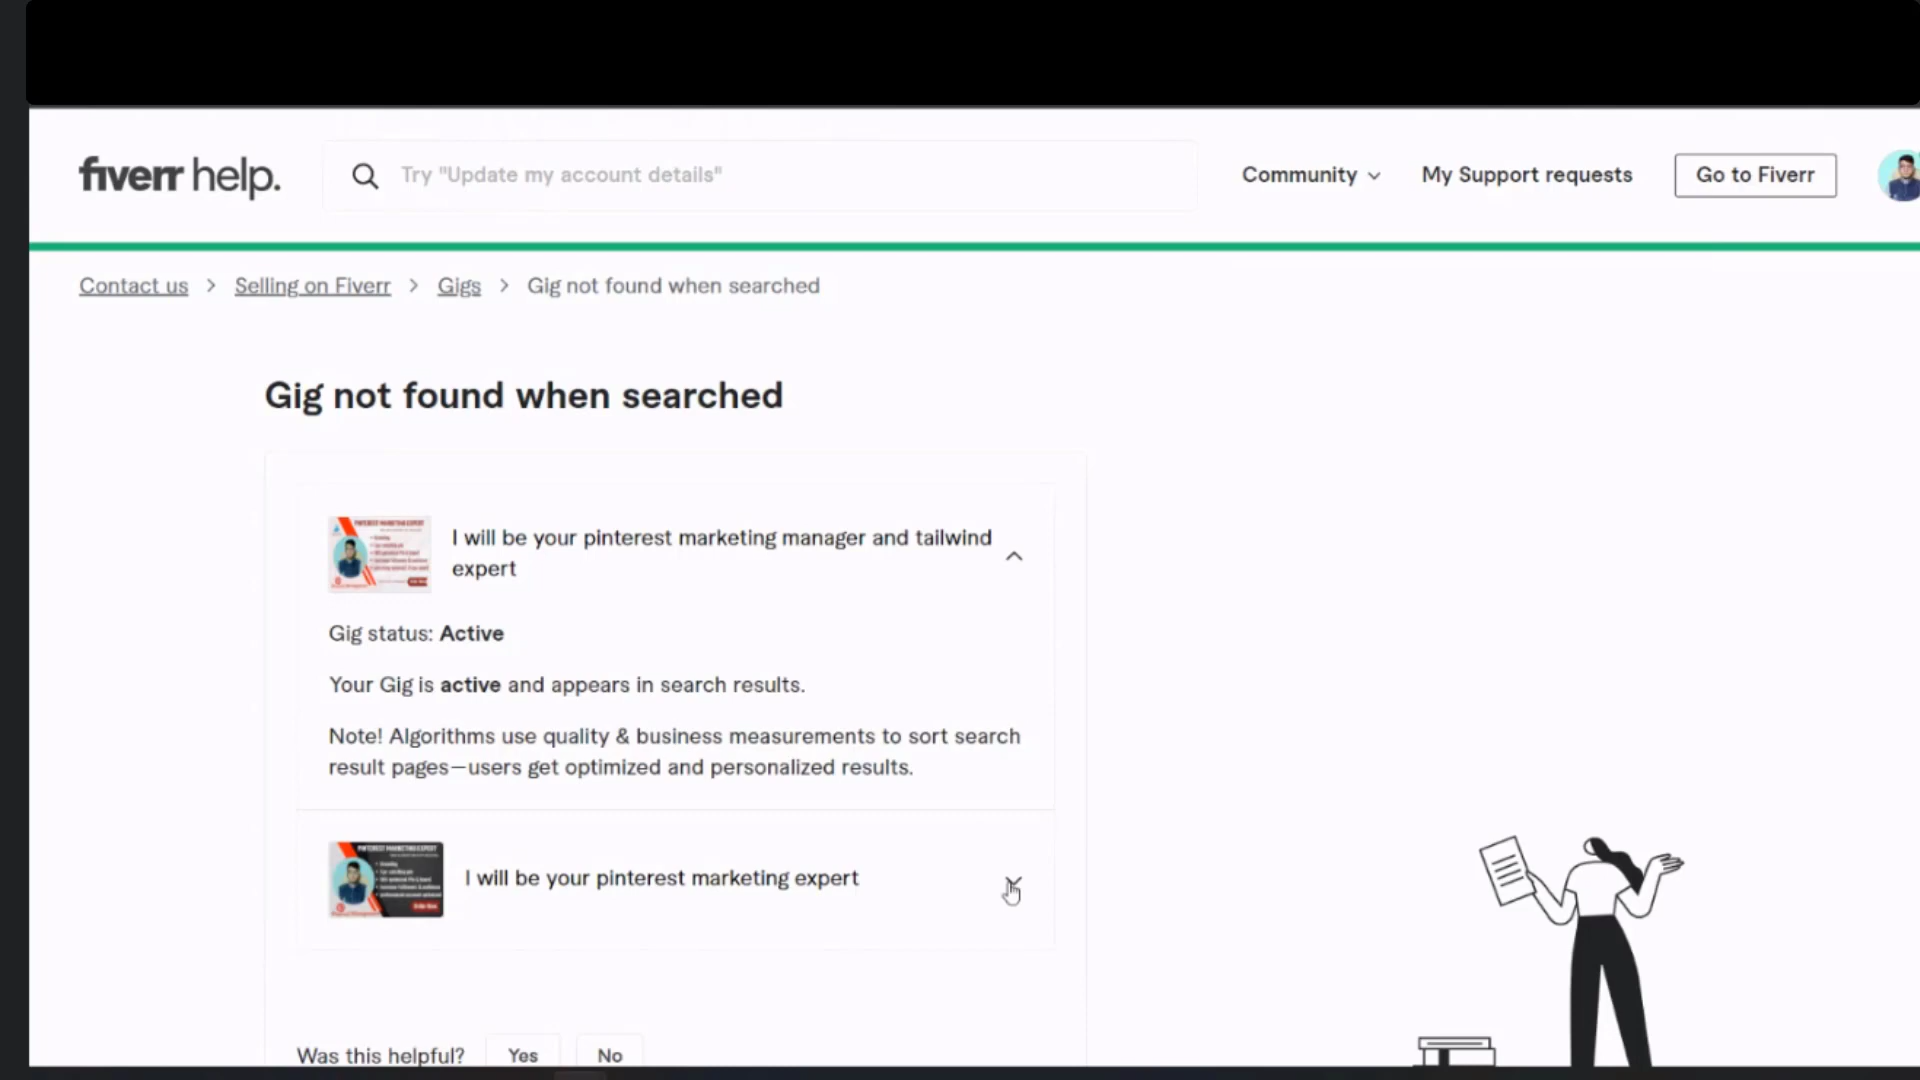 fiverr help.
Try "Update my account details"
Community
My Support requests
Go to Fiverr
Contact us > Selling on Fiverr > Gigs > Gig not found when searched
Gig not found when searched
I will be your pinterest marketing manager and tailwind
expert
Gig status: Active
Your Gig is active and appears in search results.
Note! Algorithms use quality & business measurements to sort search
result pages—users get optimized and personalized results.
PINTEREST MARKETING EXPERT
I will be your pinterest marketing expert
Was this helpful?
Yes
No